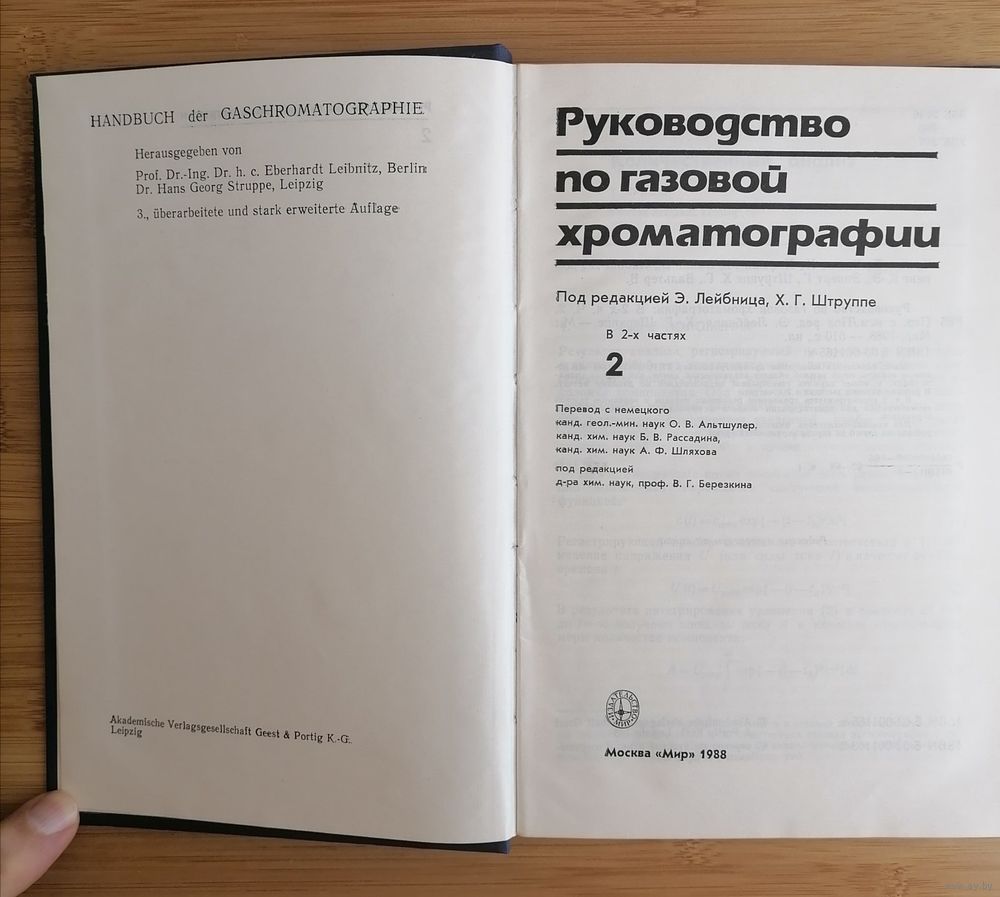 HANDBUCH der GASCHROMATOGRAPHIE
Herausgegeben von
Prof. Dr.-Ing. Dr. h. c. Eberhardt Leibnitz, Berlin
Dr. Hans Georg Struppe, Leipzig
3., überarbeitete und stark erweiterte Auflage
Akademische Verlagsgesellschaft Geest & Portig K.-G.
Leipzig
Руководство
по газовой
хроматографии
Под редакцией Э. Лейбница, Х. Г. Штруппе
В 2-х частях
2
Перевод с немецкого
канд. геол.-мин. наук О. В. Альтшулер,
канд. хим. наук Б. В. Рассадина,
канд. хим. наук А. Ф. Шляхова
под редакцией
д-ра хим. наук, проф. В. Г. Березкина
ИЗДАТЕЛЬСТВО МИР
Москва «Мир» 1988